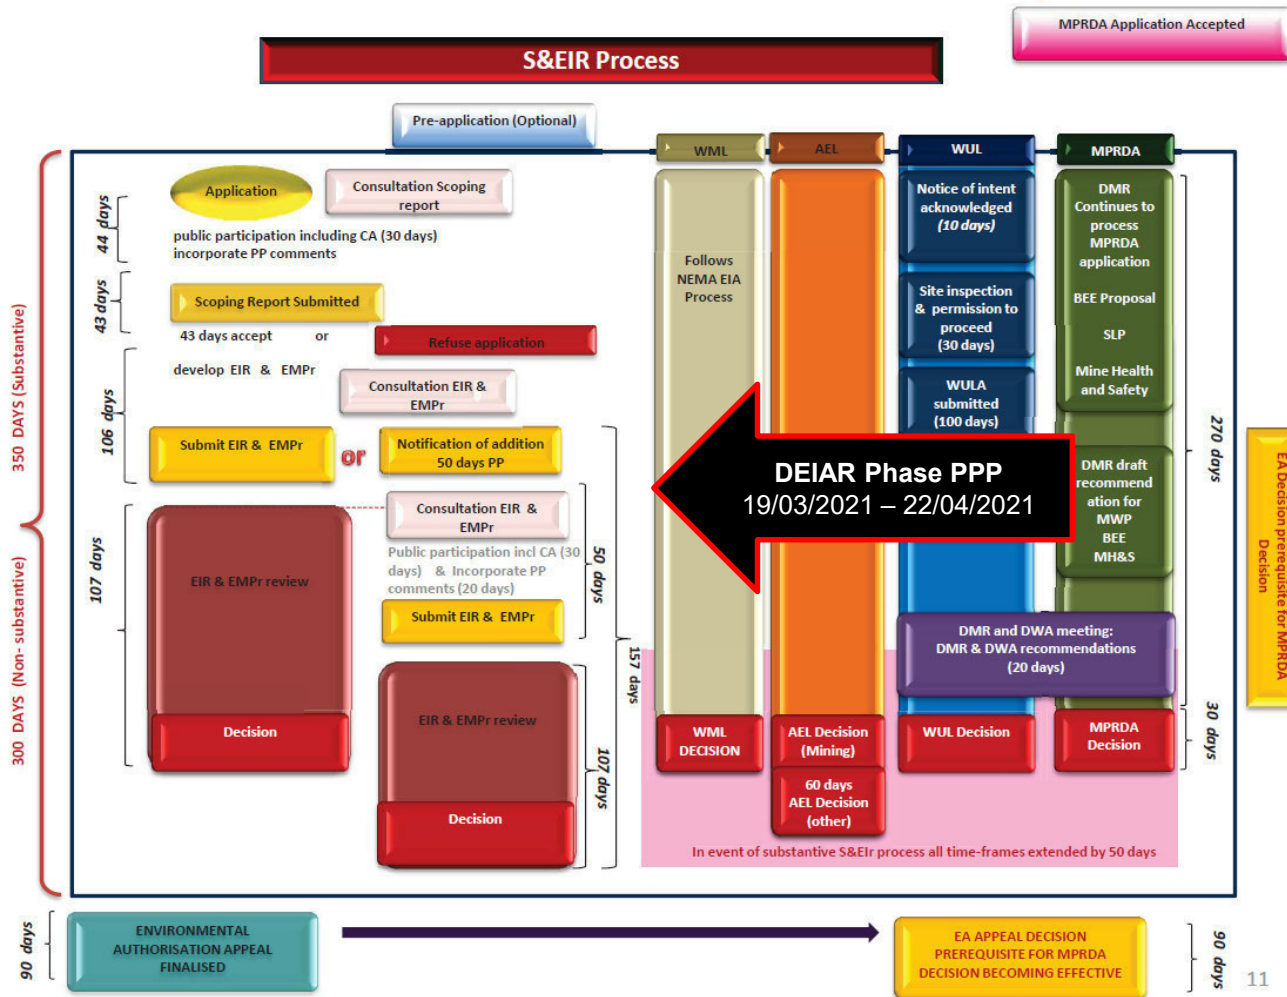 MPRDA Application Accepted
S&EIR Process
Pre-application (Optional)
WML
AEL
WUL
MPRDA
350 DAYS (Substantive)
300 DAYS (Non- substantive)
44 days
Application
Consultation Scoping
report
public participation including CA (30 days)
incorporate PP comments
43 days
Scoping Report Submitted
43 days accept or
Refuse application
106 days
develop EIR & EMPr
Consultation EIR &
EMPr
Submit EIR & EMPr
or
Notification of addition
50 days PP
107 days
EIR & EMPr review
Decision
Consultation EIR &
EMPr
Public participation incl CA (30
days) & Incorporate PP
comments (20 days)
Submit EIR & EMPr
50 days
157 days
EIR & EMPr review
Decision
107 days
Follows
NEMA EIA
Process
WML
DECISION
AEL Decision
(Mining)
60 days
AEL Decision
(other)
Notice of intent
acknowledged
(10 days)
Site inspection
& permission to
proceed
(30 days)
WULA
submitted
(100 days)
DEIAR Phase PPP
19/03/2021 – 22/04/2021
DMR
Continues to
process
MPRDA
application
BEE Proposal
SLP
Mine Health
and Safety
DMR draft
recommend
ation for
MWP
BEE
MH&S
DMR and DWA meeting:
DMR & DWA recommendations
(20 days)
WUL Decision
MPRDA
Decision
270 days
30 days
EA Decision prerequisite for MPRDA
Decision
In event of substantive S&EIr process all time-frames extended by 50 days
90 days
ENVIRONMENTAL
AUTHORISATION APPEAL
FINALISED
EA APPEAL DECISION
PREREQUISITE FOR MPRDA
DECISION BECOMING EFFECTIVE
90 days
11